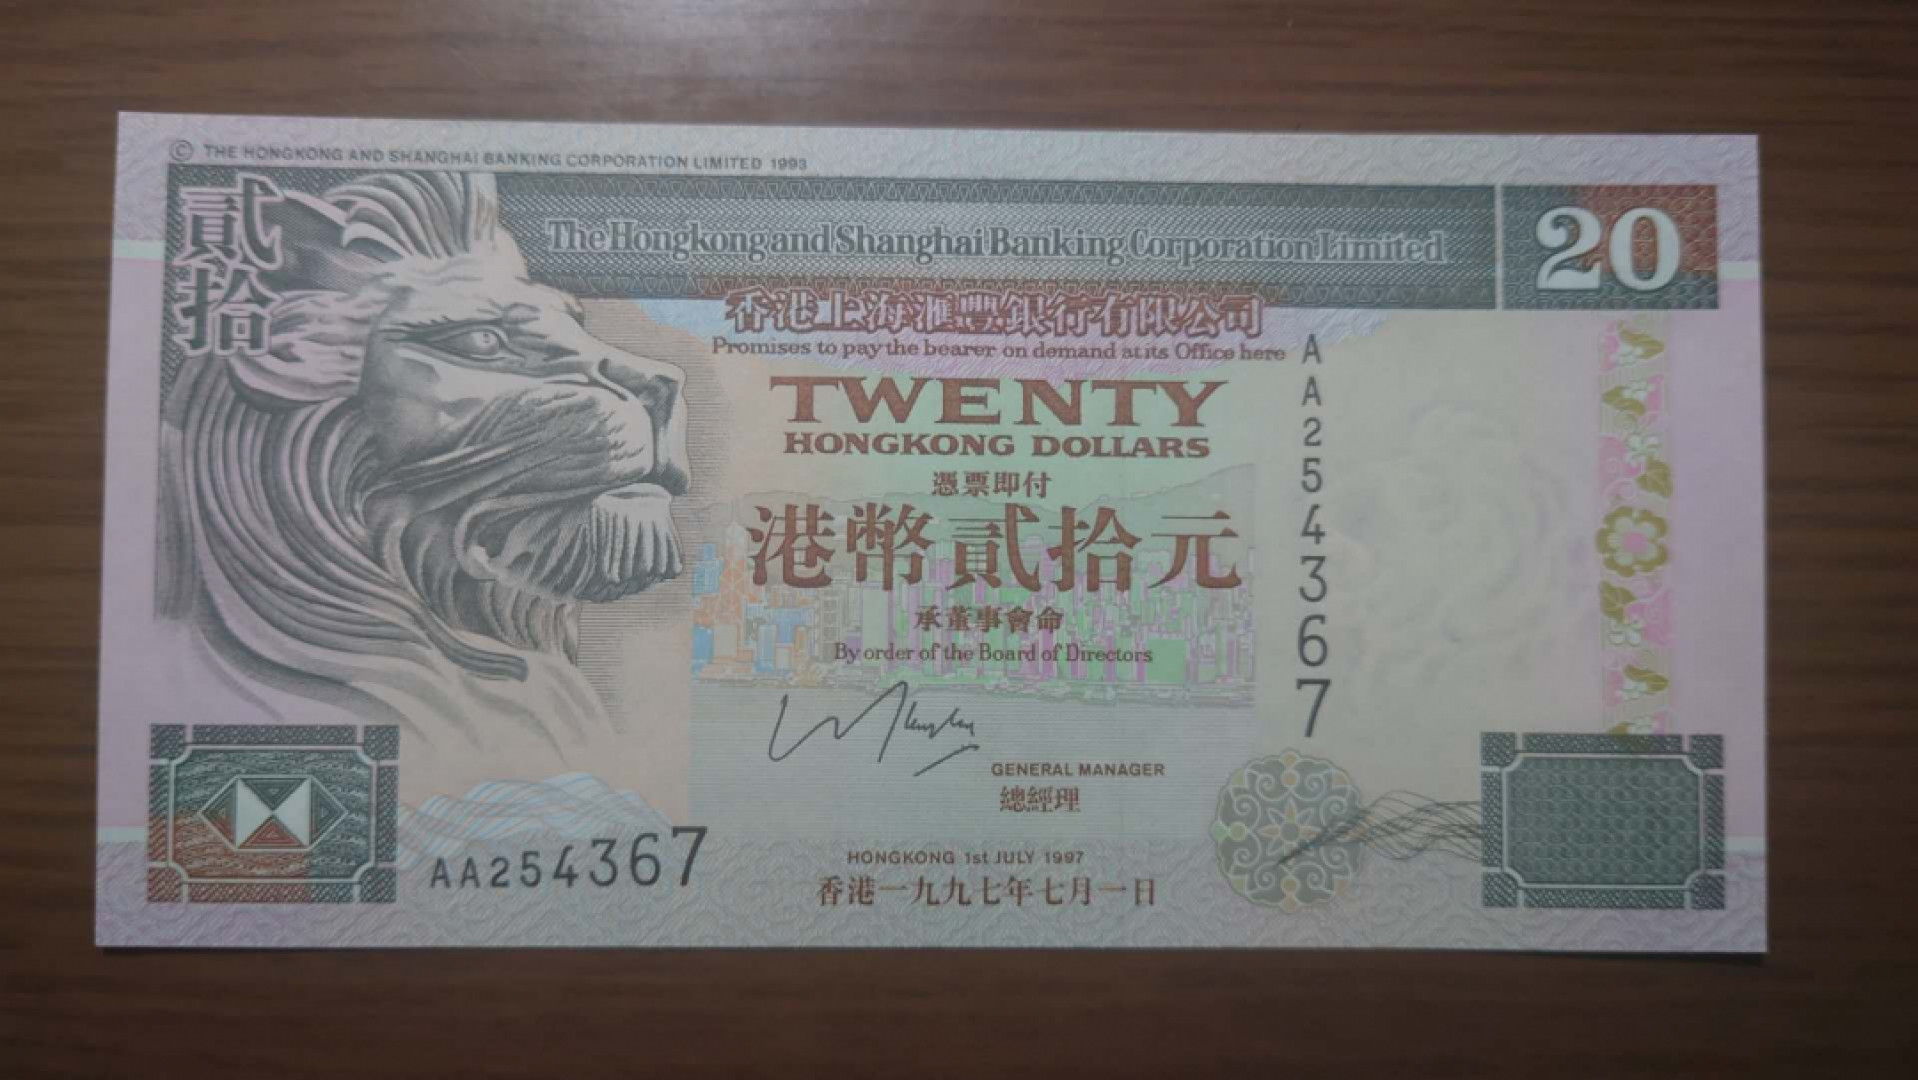 © THE HONGKONG AND SHANGHAI BANKING CORPORATION LIMITED 1993
貳拾
The Hongkong and Shanghai Banking Corporation Limited
20
香港上海滙豐銀行有限公司
Promises to pay the bearer on demand at its Office here
TWENTY
HONGKONG DOLLARS
憑票即付
港幣貳拾元
承董事會命
By order of the Board of Directors
AA254367
GENERAL MANAGER
總經理
AA254367
HONGKONG 1st JULY 1997
香港一九九七年七月一日